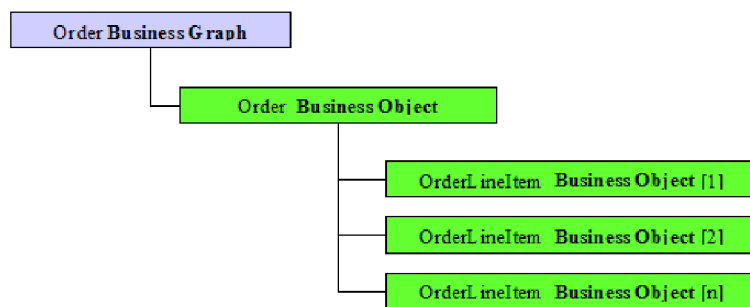 Order Business Graph
Order Business Object
OrderLineItem Business Object [1]
OrderLineItem Business Object [2]
OrderLineItem Business Object [n]